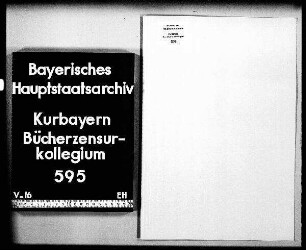 Bayerisches
Hauptstaatsarchiv
Kurbayern
Bücherzensur-
kollegium
595
V-16
EH